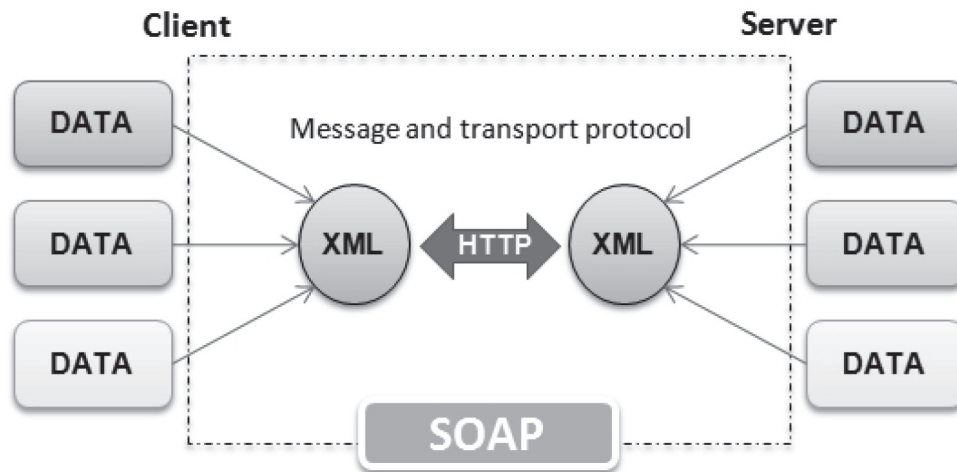 Client
Server
DATA
DATA
Message and transport protocol
DATA
XML
HTTP
XML
DATA
DATA
DATA
SOAP